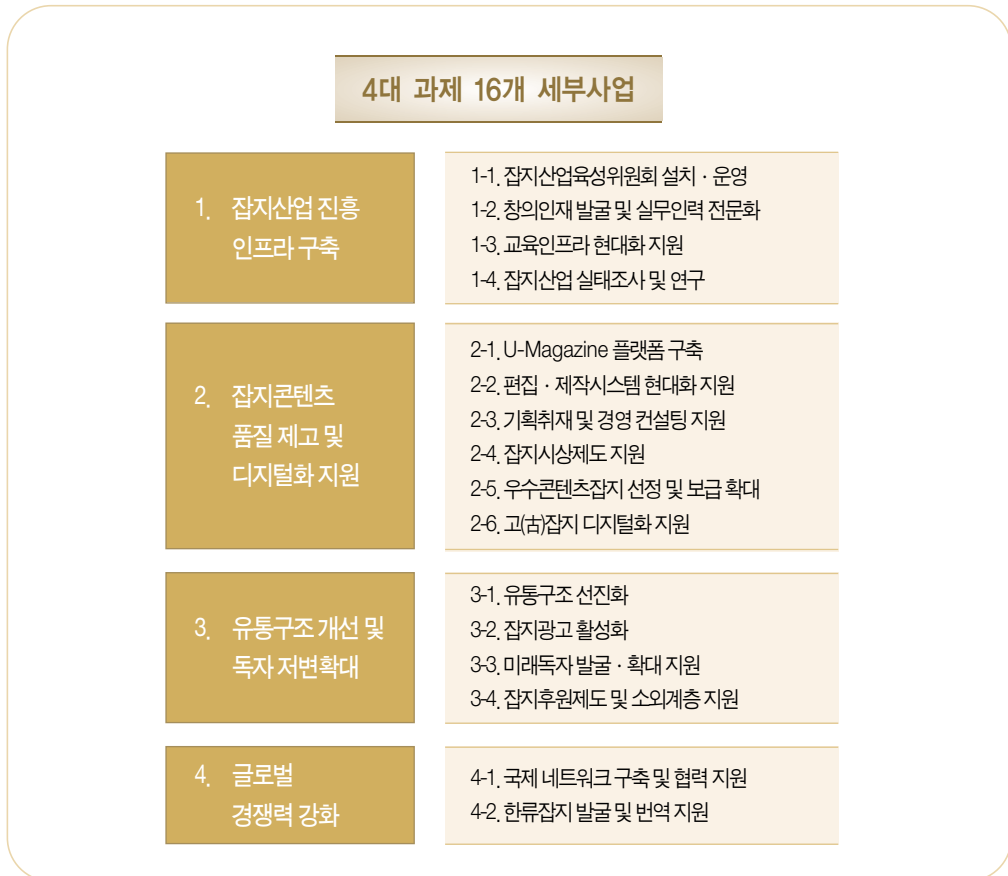 4대 과제 16개 세부사업
1. 잡지산업 진흥
인프라 구축
1-1. 잡지산업육성위원회 설치 · 운영
1-2. 창의인재 발굴 및 실무인력 전문화
1-3. 교육인프라 현대화 지원
1-4. 잡지산업 실태조사 및 연구
2. 잡지콘텐츠
품질 제고 및
디지털화 지원
2-1. U-Magazine 플랫폼 구축
2-2. 편집 · 제작시스템 현대화 지원
2-3. 기획취재 및 경영 컨설팅 지원
2-4. 잡지시상제도 지원
2-5. 우수콘텐츠잡지 선정 및 보급 확대
2-6. 고(古)잡지 디지털화 지원
3. 유통구조 개선 및
독자 저변확대
3-1. 유통구조 선진화
3-2. 잡지광고 활성화
3-3. 미래독자 발굴 · 확대 지원
3-4. 잡지후원제도 및 소외계층 지원
4. 글로벌
경쟁력 강화
4-1. 국제 네트워크 구축 및 협력 지원
4-2. 한류잡지 발굴 및 번역 지원